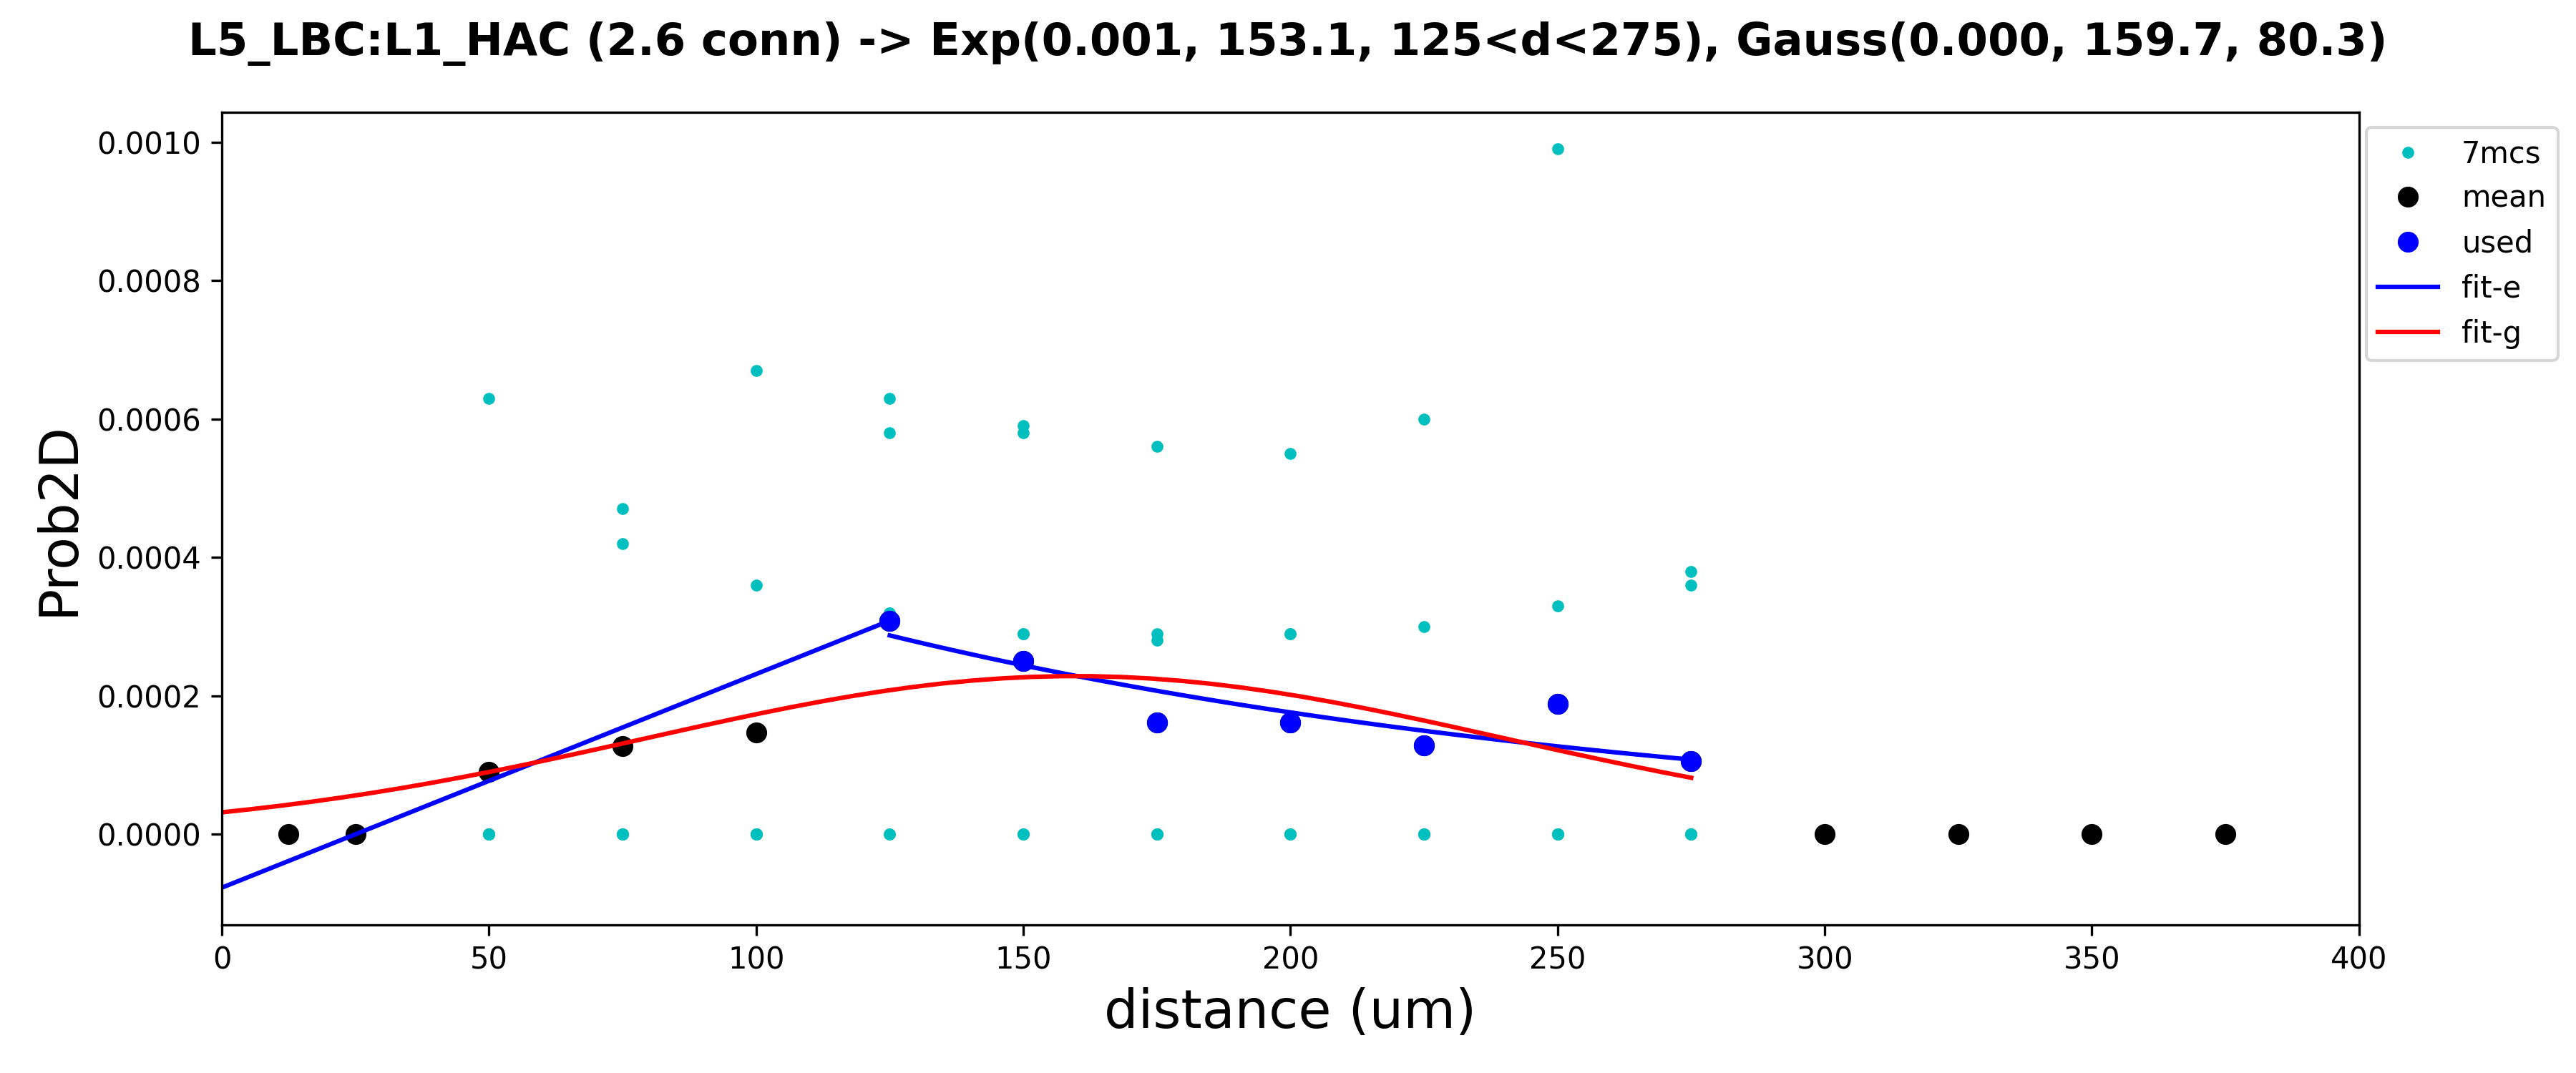 L5_LBC:L1_HAC (2.6 conn) -> Exp(0.001, 153.1, 125<d<275), Gauss(0.000, 159.7, 80.3)
0.0010
0.0008
0.0006
0.0004
0.0002
0.0000
Prob2D
0 50 100 150 200 250 300 350 400
distance (um)
7mcs
mean
used
fit-e
fit-g